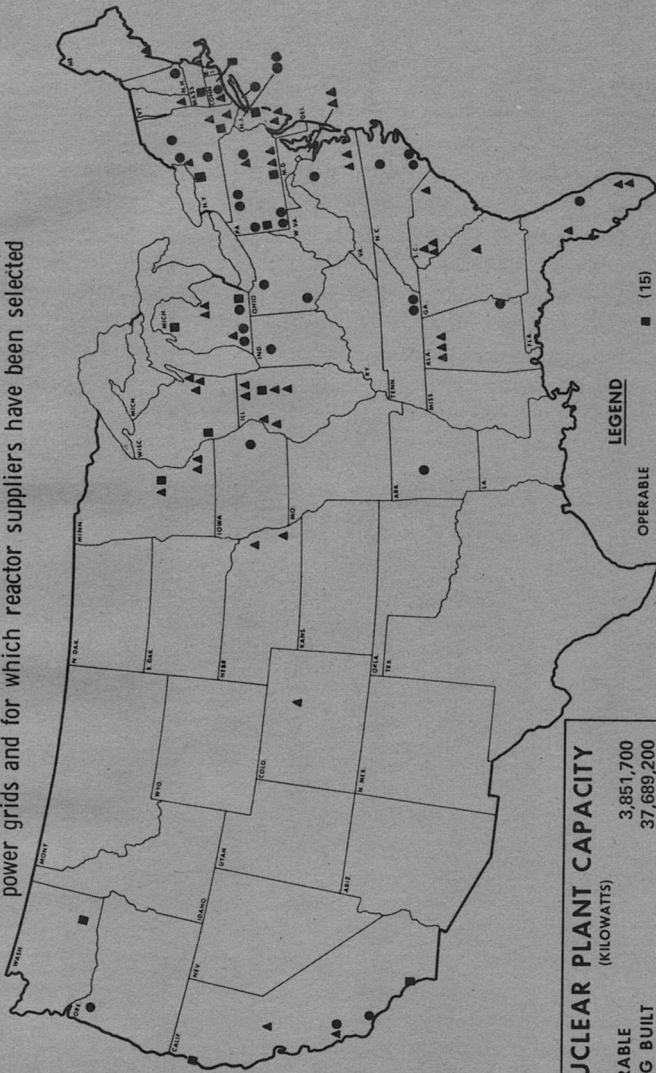 power grids and for which reactor suppliers have been selected
WASH
ORE
CALIF
NEV
IDAHO
MONT
WYO.
UTAH
ARIZ
COLO.
N MEX.
N DAK.
S. DAK.
NEBR
KANS.
OKLA
TEX
MINN.
IOWA
MO.
ARK
LA.
WISC.
MICH.
ILL
IND
MICH.
OHIO
KY.
TENN.
MISS
ALA.
GA
FLA.
S.C.
N.C.
VA.
W.VA
PA
N.Y
VT.
N.H.
MASS
CONN
N.J.
DEL.
M.D
ME
LEGEND
OPERABLE ■ (15)
UCLEAR PLANT CAPACITY
(KILOWATTS)
RABLE 3,851,700
G BUILT 37,689,200